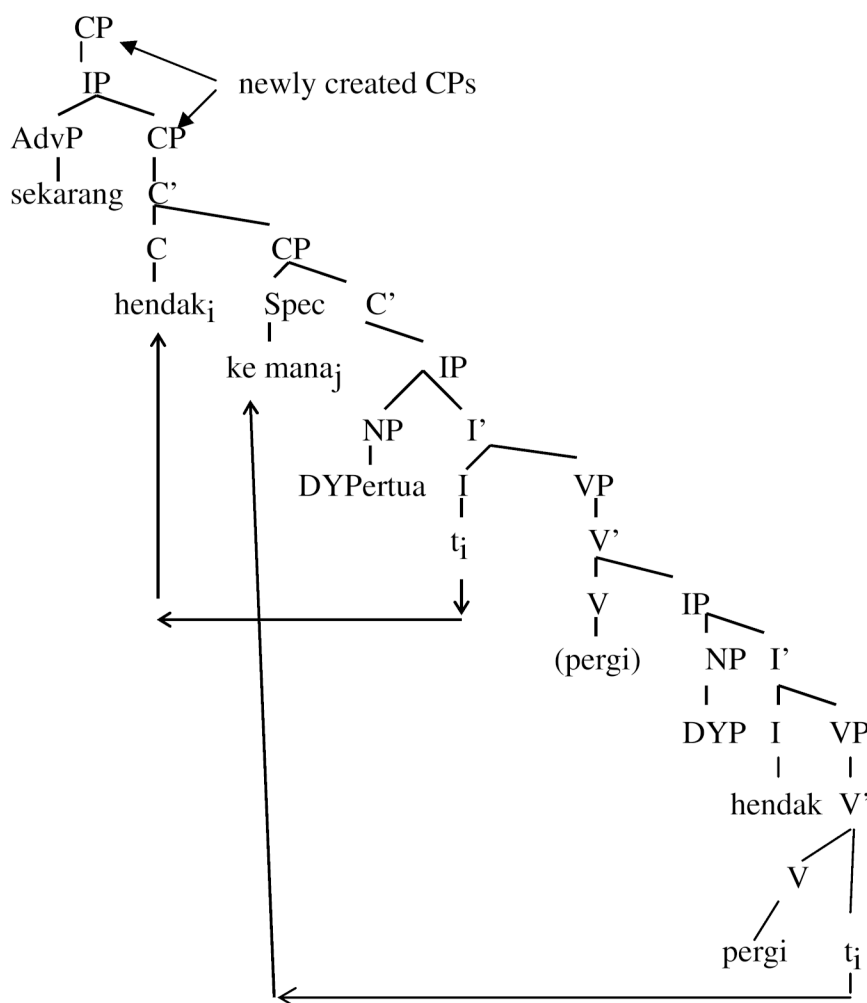 CP
IP newly created CPs
AdvP CP
sekarang C’
C CP
hendaki Spec C’
ke manaj IP
NP I’
DYPertua I VP
ti V’
V IP
(pergi) NP I’
DYP I VP
hendak V’
V
pergi ti